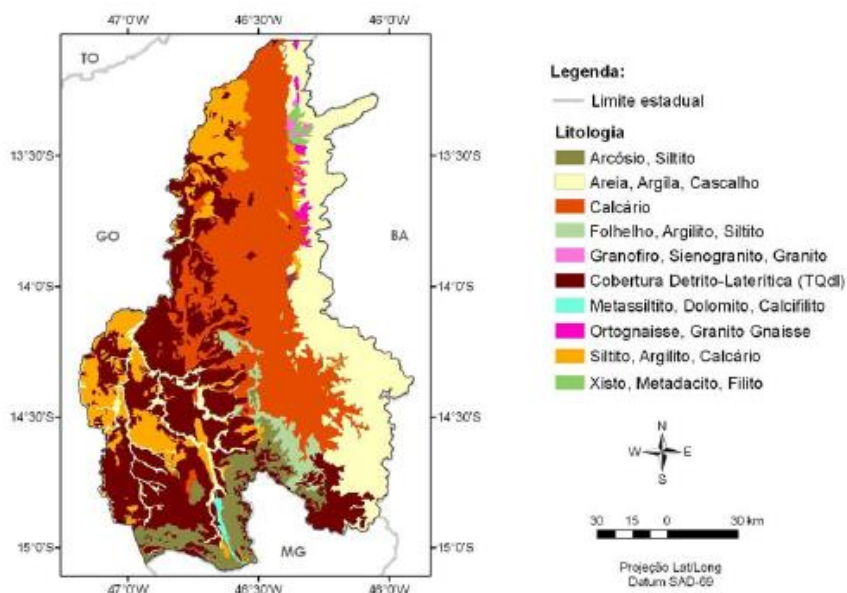 47°0'W 46°30'W 46°0'W
TO
GO
BA
MG
13°30'S 13°30'S
14°0'S 14°0'S
14°30'S 14°30'S
15°0'S 15°0'S
47°0'W 46°30'W 46°0'W
Legenda:
Limite estadual
Litologia
Arcósio, Siltito
Areia, Argila, Cascalho
Calcário
Folhelho, Argilito, Siltito
Granofiro, Sienogranito, Granito
Cobertura Detrito-Laterítica (TQdl)
Metassiltito, Dolomito, Calcifilito
Ortognaisse, Granito Gnaisse
Siltito, Argilito, Calcário
Xisto, Metadacito, Filito
N
W E
S
30 15 0 30 km
Projeção Lat/Long
Datum SAD-69